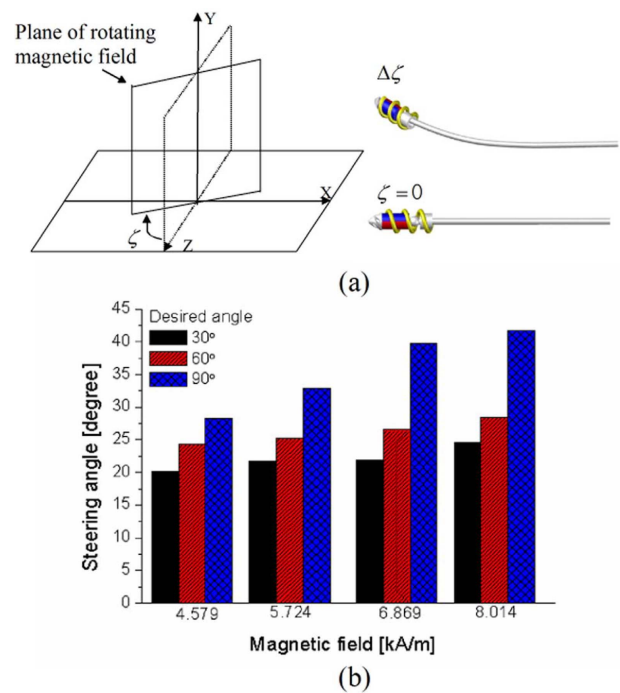 Plane of rotating
magnetic field
Y
X
Z
ζ
Δζ
ζ = 0
(a)
Desired angle
30°
60°
90°
Steering angle [degree]
45
40
35
30
25
20
15
10
5
0
4.579 5.724 6.869 8.014
Magnetic field [kA/m]
(b)